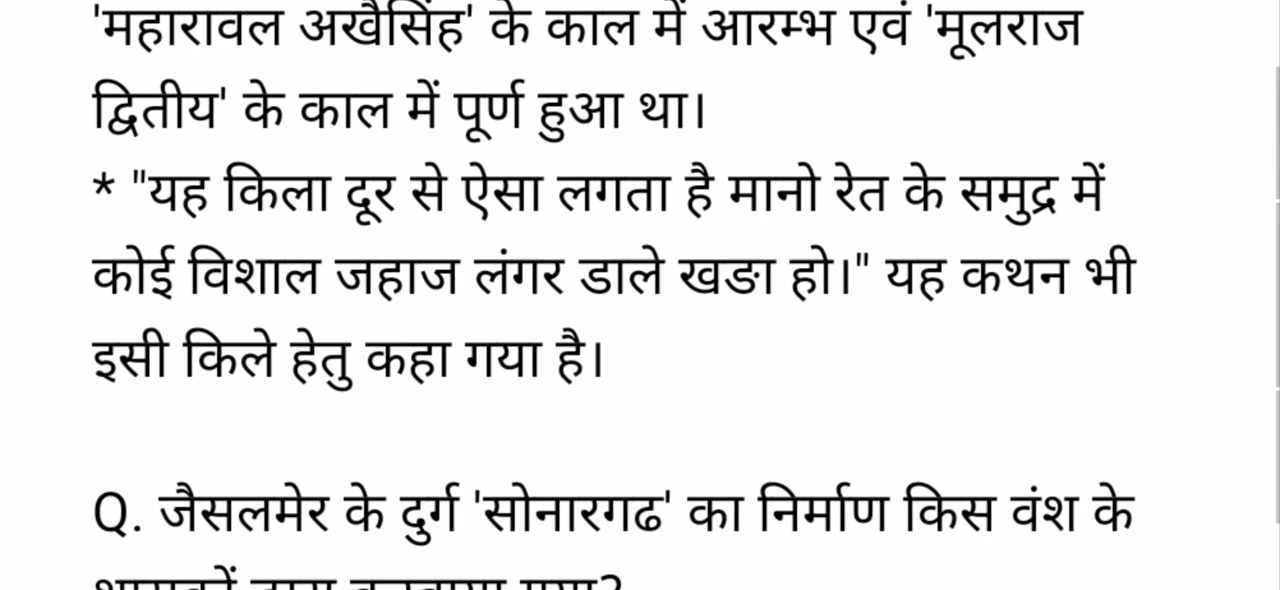 'महारावल अखैसिंह' के काल में आरम्भ एवं 'मूलराज
द्वितीय' के काल में पूर्ण हुआ था।
* "यह किला दूर से ऐसा लगता है मानो रेत के समुद्र में
कोई विशाल जहाज लंगर डाले खङा हो।" यह कथन भी
इसी किले हेतु कहा गया है।
Q. जैसलमेर के दुर्ग 'सोनारगढ' का निर्माण किस वंश के